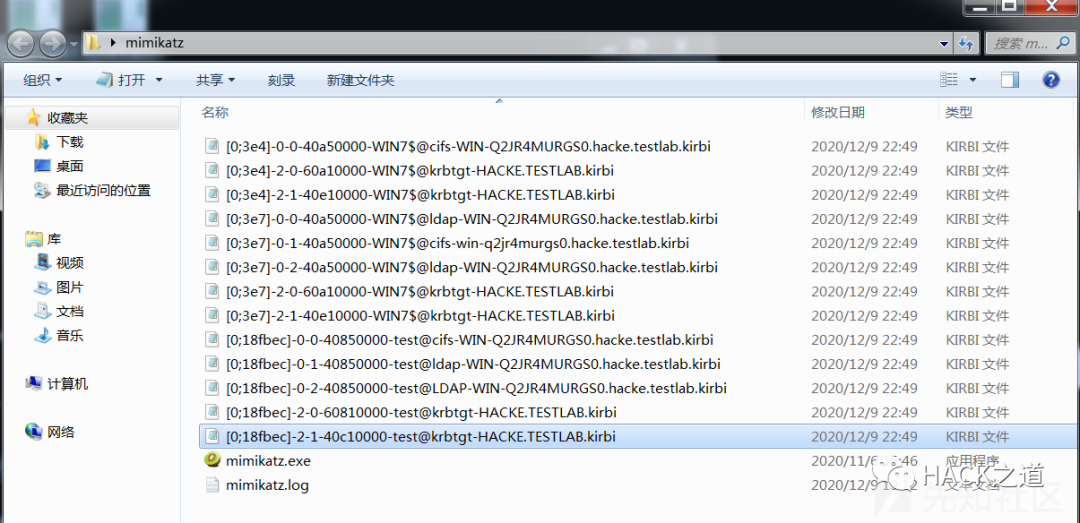 mimikatz
搜索 m...
组织 打开 共享 刻录 新建文件夹
收藏夹
下载
桌面
最近访问的位置
库
视频
图片
文档
音乐
计算机
网络
名称 修改日期 类型
[0;3e4]-0-0-40a50000-WIN7$@cifs-WIN-Q2JR4MURGS0.hacke.testlab.kirbi 2020/12/9 22:49 KIRBI 文件
[0;3e4]-2-0-60a10000-WIN7$@krbtgt-HACKE.TESTLAB.kirbi 2020/12/9 22:49 KIRBI 文件
[0;3e4]-2-1-40e10000-WIN7$@krbtgt-HACKE.TESTLAB.kirbi 2020/12/9 22:49 KIRBI 文件
[0;3e7]-0-0-40a50000-WIN7$@ldap-WIN-Q2JR4MURGS0.hacke.testlab.kirbi 2020/12/9 22:49 KIRBI 文件
[0;3e7]-0-1-40a50000-WIN7$@cifs-win-q2jr4murgs0.hacke.testlab.kirbi 2020/12/9 22:49 KIRBI 文件
[0;3e7]-0-2-40a50000-WIN7$@ldap-WIN-Q2JR4MURGS0.hacke.testlab.kirbi 2020/12/9 22:49 KIRBI 文件
[0;3e7]-2-0-60a10000-WIN7$@krbtgt-HACKE.TESTLAB.kirbi 2020/12/9 22:49 KIRBI 文件
[0;3e7]-2-1-40e10000-WIN7$@krbtgt-HACKE.TESTLAB.kirbi 2020/12/9 22:49 KIRBI 文件
[0;18fbec]-0-0-40850000-test@cifs-WIN-Q2JR4MURGS0.hacke.testlab.kirbi 2020/12/9 22:49 KIRBI 文件
[0;18fbec]-0-1-40850000-test@ldap-WIN-Q2JR4MURGS0.hacke.testlab.kirbi 2020/12/9 22:49 KIRBI 文件
[0;18fbec]-0-2-40850000-test@LDAP-WIN-Q2JR4MURGS0.hacke.testlab.kirbi 2020/12/9 22:49 KIRBI 文件
[0;18fbec]-2-0-60810000-test@krbtgt-HACKE.TESTLAB.kirbi 2020/12/9 22:49 KIRBI 文件
[0;18fbec]-2-1-40c10000-test@krbtgt-HACKE.TESTLAB.kirbi 2020/12/9 22:49 KIRBI 文件
mimikatz.exe 应用程序
mimikatz.log 文本文档
HACK之道
先知社区